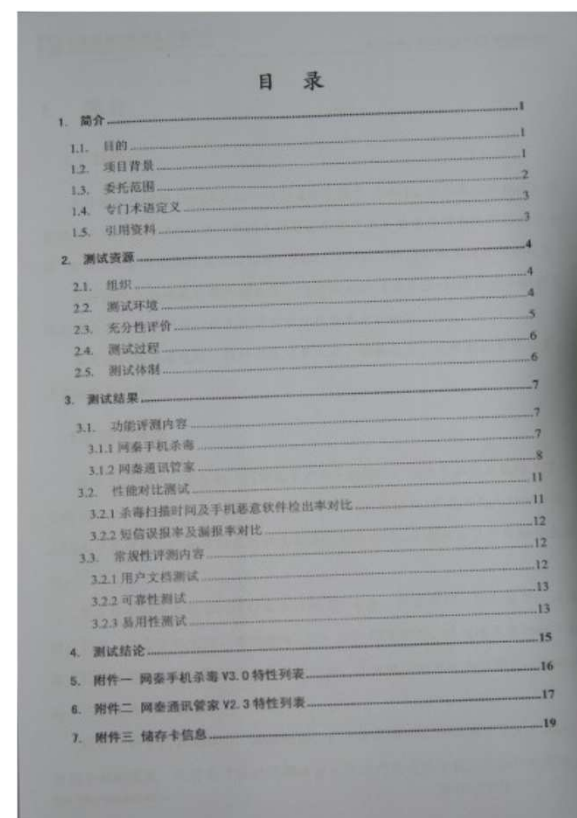 目 录
1. 简介 1
1.1. 目的 1
1.2. 项目背景 1
1.3. 委托范围 2
1.4. 专门术语定义 3
1.5. 引用资料 3
2. 测试资源 4
2.1. 组织 4
2.2. 测试环境 4
2.3. 充分性评价 5
2.4. 测试过程 6
2.5. 测试体制 6
3. 测试结果 7
3.1. 功能评测内容 7
3.1.1 网秦手机杀毒 7
3.1.2 网秦通讯管家 8
3.2. 性能对比测试 11
3.2.1 杀毒扫描时间及手机恶意软件检出率对比 11
3.2.2 短信误报率及漏报率对比 12
3.3. 常规性评测内容 12
3.2.1 用户文档测试 12
3.2.2 可靠性测试 13
3.2.3 易用性测试 13
4. 测试结论 15
5. 附件一 网秦手机杀毒 V3.0 特性列表 16
6. 附件二 网秦通讯管家 V2.3 特性列表 17
7. 附件三 储存卡信息 19